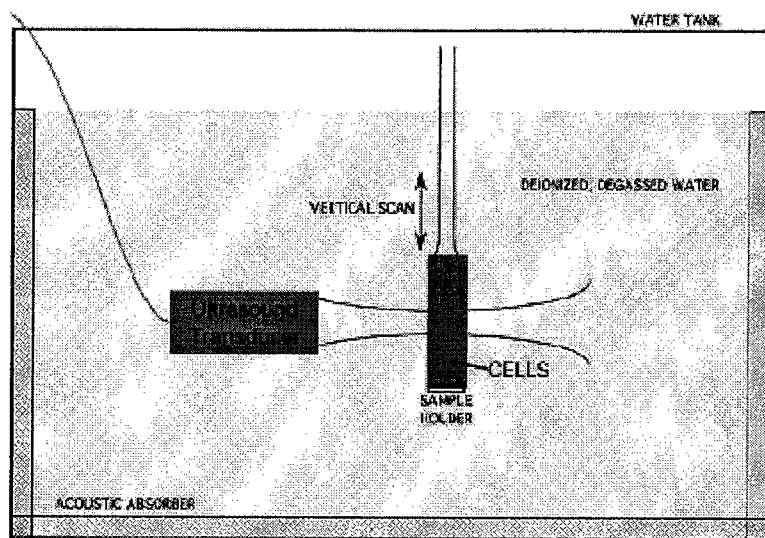 WATER TANK
DEIONIZED, DEGASSED WATER
VERTICAL SCAN
Ultrasound
Transducer
CELLS
SAMPLE
HOLDER
ACOUSTIC ABSORBER